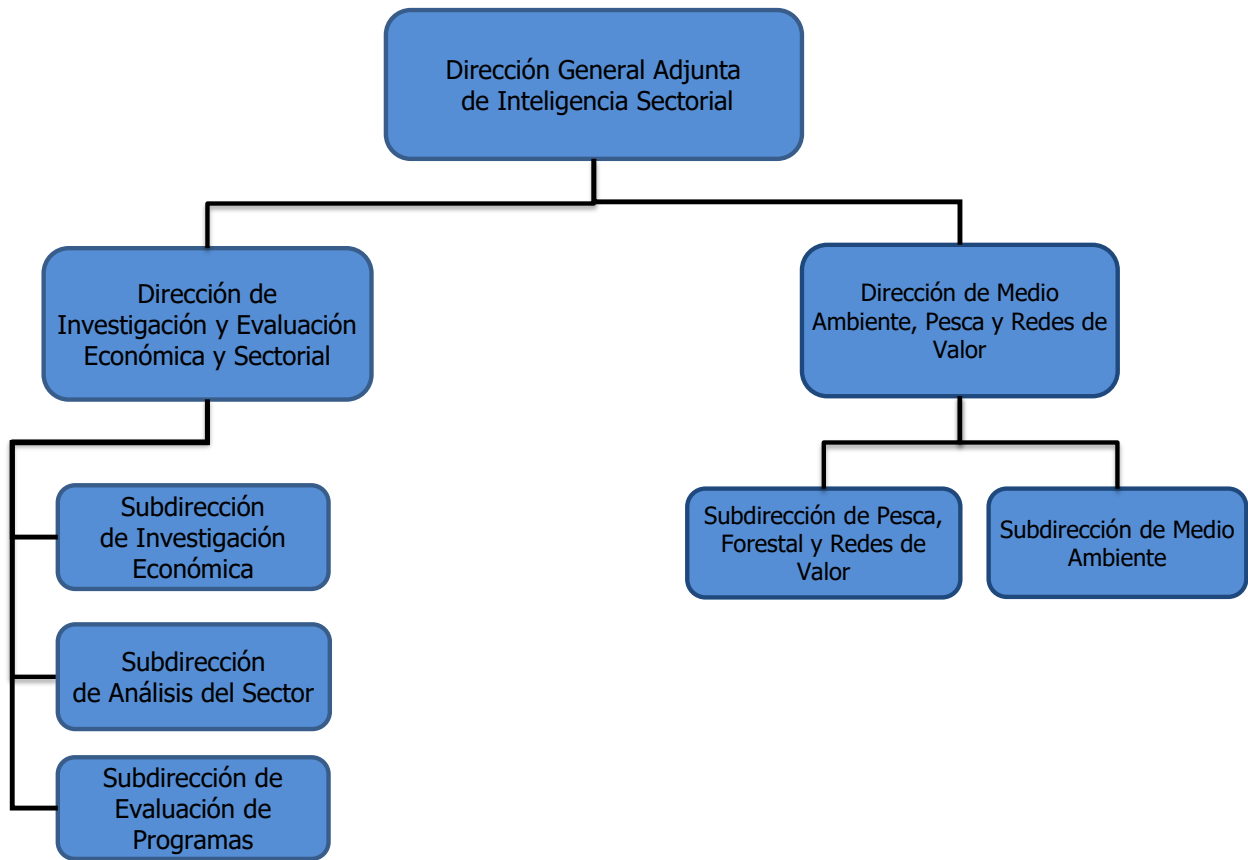 Dirección General Adjunta
de Inteligencia Sectorial
Dirección de
Investigación y Evaluación
Económica y Sectorial
Dirección de Medio
Ambiente, Pesca y Redes de
Valor
Subdirección
de Investigación
Económica
Subdirección de Pesca,
Forestal y Redes de
Valor
Subdirección de Medio
Ambiente
Subdirección
de Análisis del Sector
Subdirección de
Evaluación de
Programas